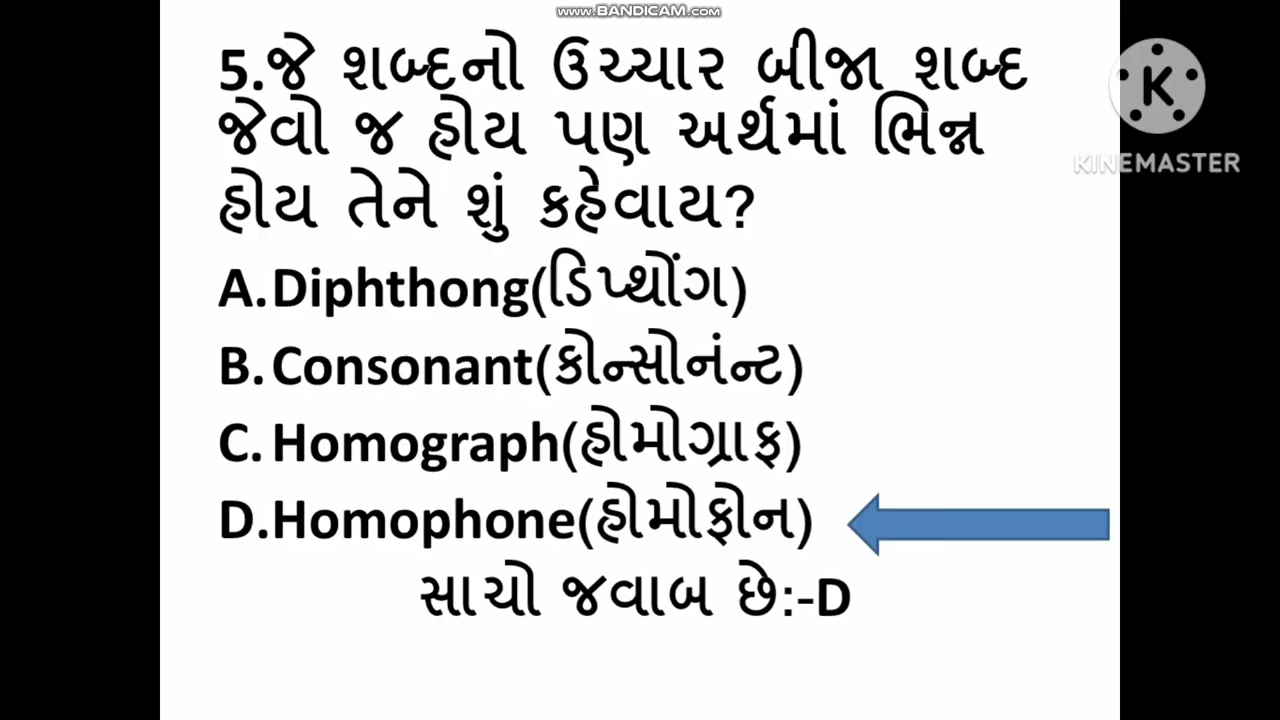 www.BANDICAM.com
5.જે શબ્દનો ઉચ્ચાર બીજા શબ્દ
જેવો જ હોય પણ અર્થમાં ભિન્ન
હોય તેને શું કહેવાય?
A.Diphthong(ડિપ્થોંગ)
B.Consonant(કોન્સોનંન્ટ)
C.Homograph(હોમોગ્રાફ)
D.Homophone(હોમોફોન)
સાચો જવાબ છે:-D
K
KINEMASTER